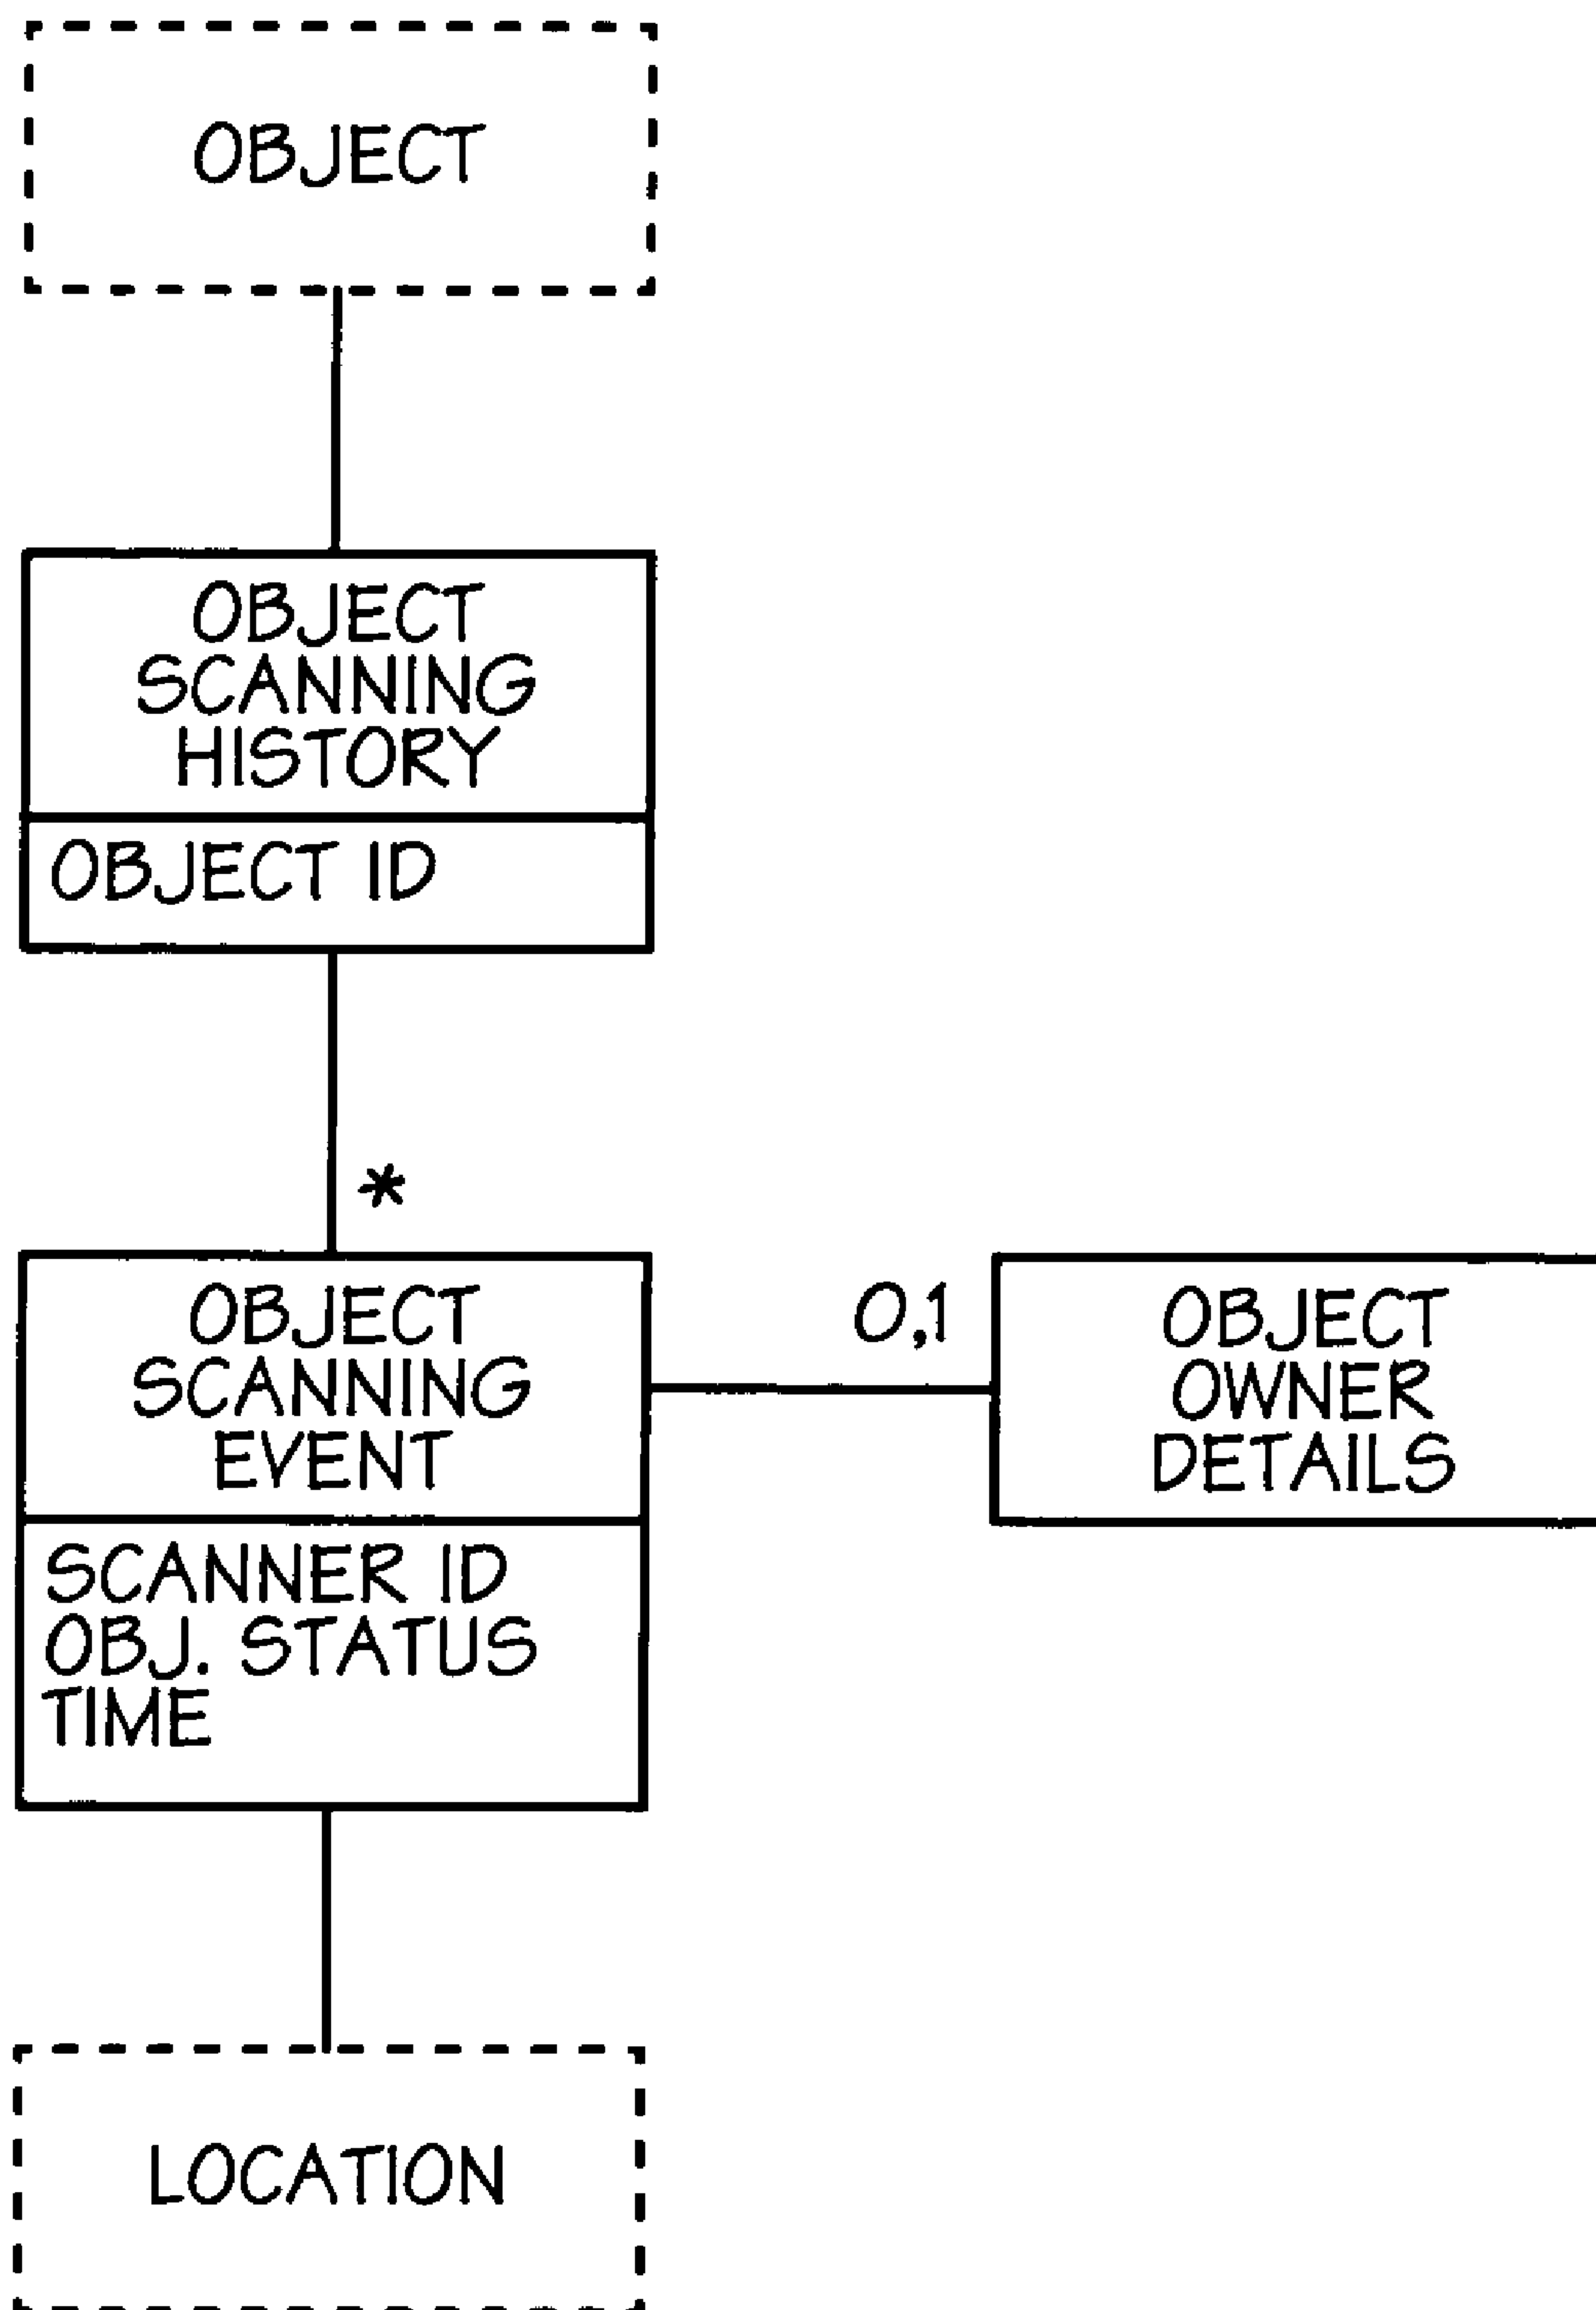 OBJECT
OBJECT
SCANNING
HISTORY
OBJECT ID
*
OBJECT
SCANNING
EVENT
SCANNER ID
OBJ. STATUS
TIME
0,1
OBJECT
OWNER
DETAILS
LOCATION